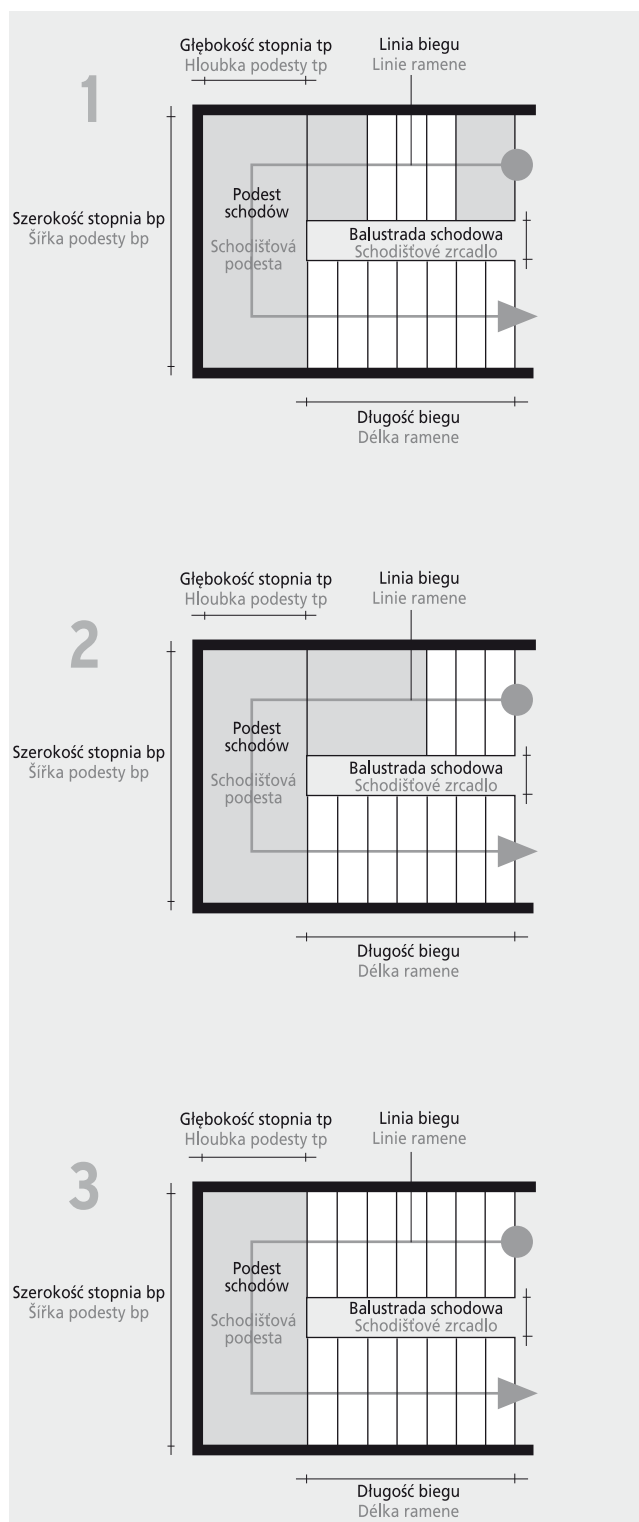 Głębokość stopnia tp
Hloubka podesty tp
Linia biegu
Linie ramene
1
Podest
schodów
Schodišťová
podesta
Szerokość stopnia bp
Šířka podesty bp
Balustrada schodowa
Schodišťové zrcadlo
Długość biegu
Délka ramene
Głębokość stopnia tp
Hloubka podesty tp
Linia biegu
Linie ramene
2
Podest
schodów
Schodišťová
podesta
Szerokość stopnia bp
Šířka podesty bp
Balustrada schodowa
Schodišťové zrcadlo
Długość biegu
Délka ramene
Głębokość stopnia tp
Hloubka podesty tp
Linia biegu
Linie ramene
3
Podest
schodów
Schodišťová
podesta
Szerokość stopnia bp
Šířka podesty bp
Balustrada schodowa
Schodišťové zrcadlo
Długość biegu
Délka ramene